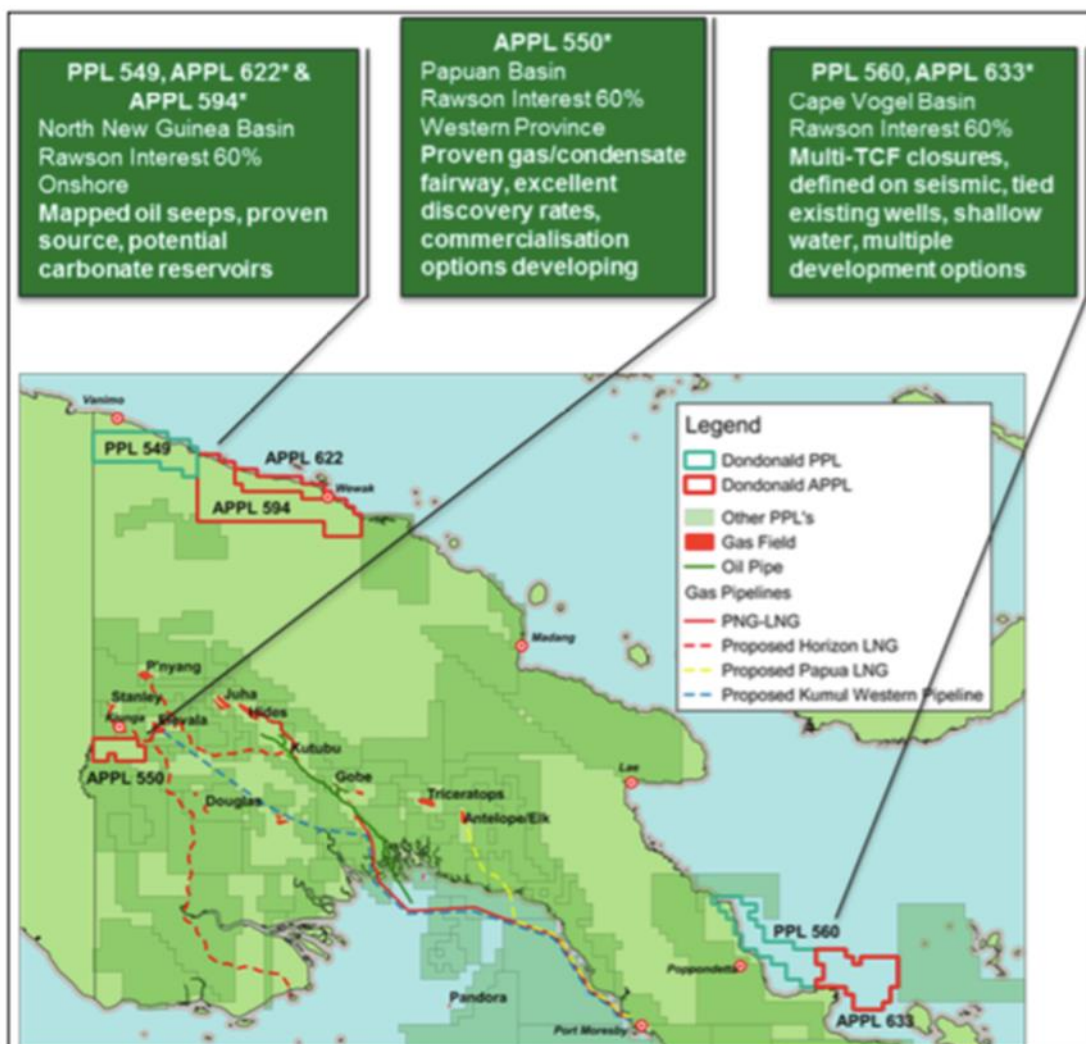 PPL 549, APPL 622* &
APPL 594*
North New Guinea Basin
Rawson Interest 60%
Onshore
Mapped oil seeps, proven
source, potential
carbonate reservoirs
APPL 550*
Papuan Basin
Rawson Interest 60%
Western Province
Proven gas/condensate
fairway, excellent
discovery rates,
commercialisation
options developing
PPL 560, APPL 633*
Cape Vogel Basin
Rawson Interest 60%
Multi-TCF closures,
defined on seismic, tied
existing wells, shallow
water, multiple
development options
Vanimo
PPL 549
APPL 622
Wewak
APPL 594
Legend
Dondonald PPL
Dondonald APPL
Other PPL's
Gas Field
Oil Pipe
Gas Pipelines
PNG-LNG
Proposed Horizon LNG
Proposed Papua LNG
Proposed Kumul Western Pipeline
Madang
P'nyang
Stanley
Juha
Hides
Kiunga
Elevala
Kutubu
APPL 550
Gobe
Lae
Douglas
Triceratops
Antelope/Elk
PPL 560
Poppondetta
Pandora
Port Moresby
APPL 633